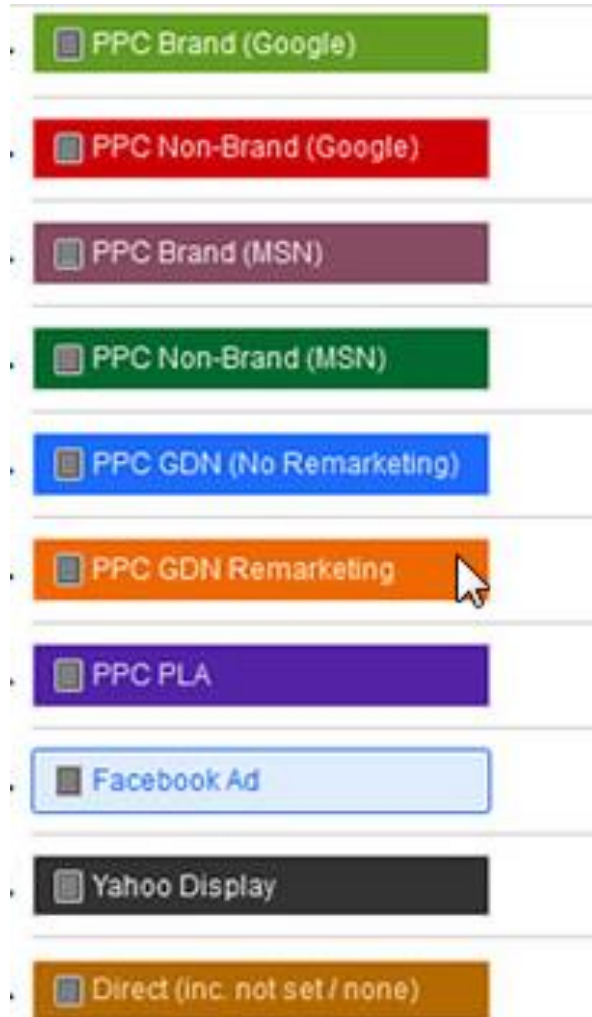 PPC Brand (Google)
PPC Non-Brand (Google)
PPC Brand (MSN)
PPC Non-Brand (MSN)
PPC GDN (No Remarketing)
PPC GDN Remarketing
PPC PLA
Facebook Ad
Yahoo Display
Direct (inc. not set / none)